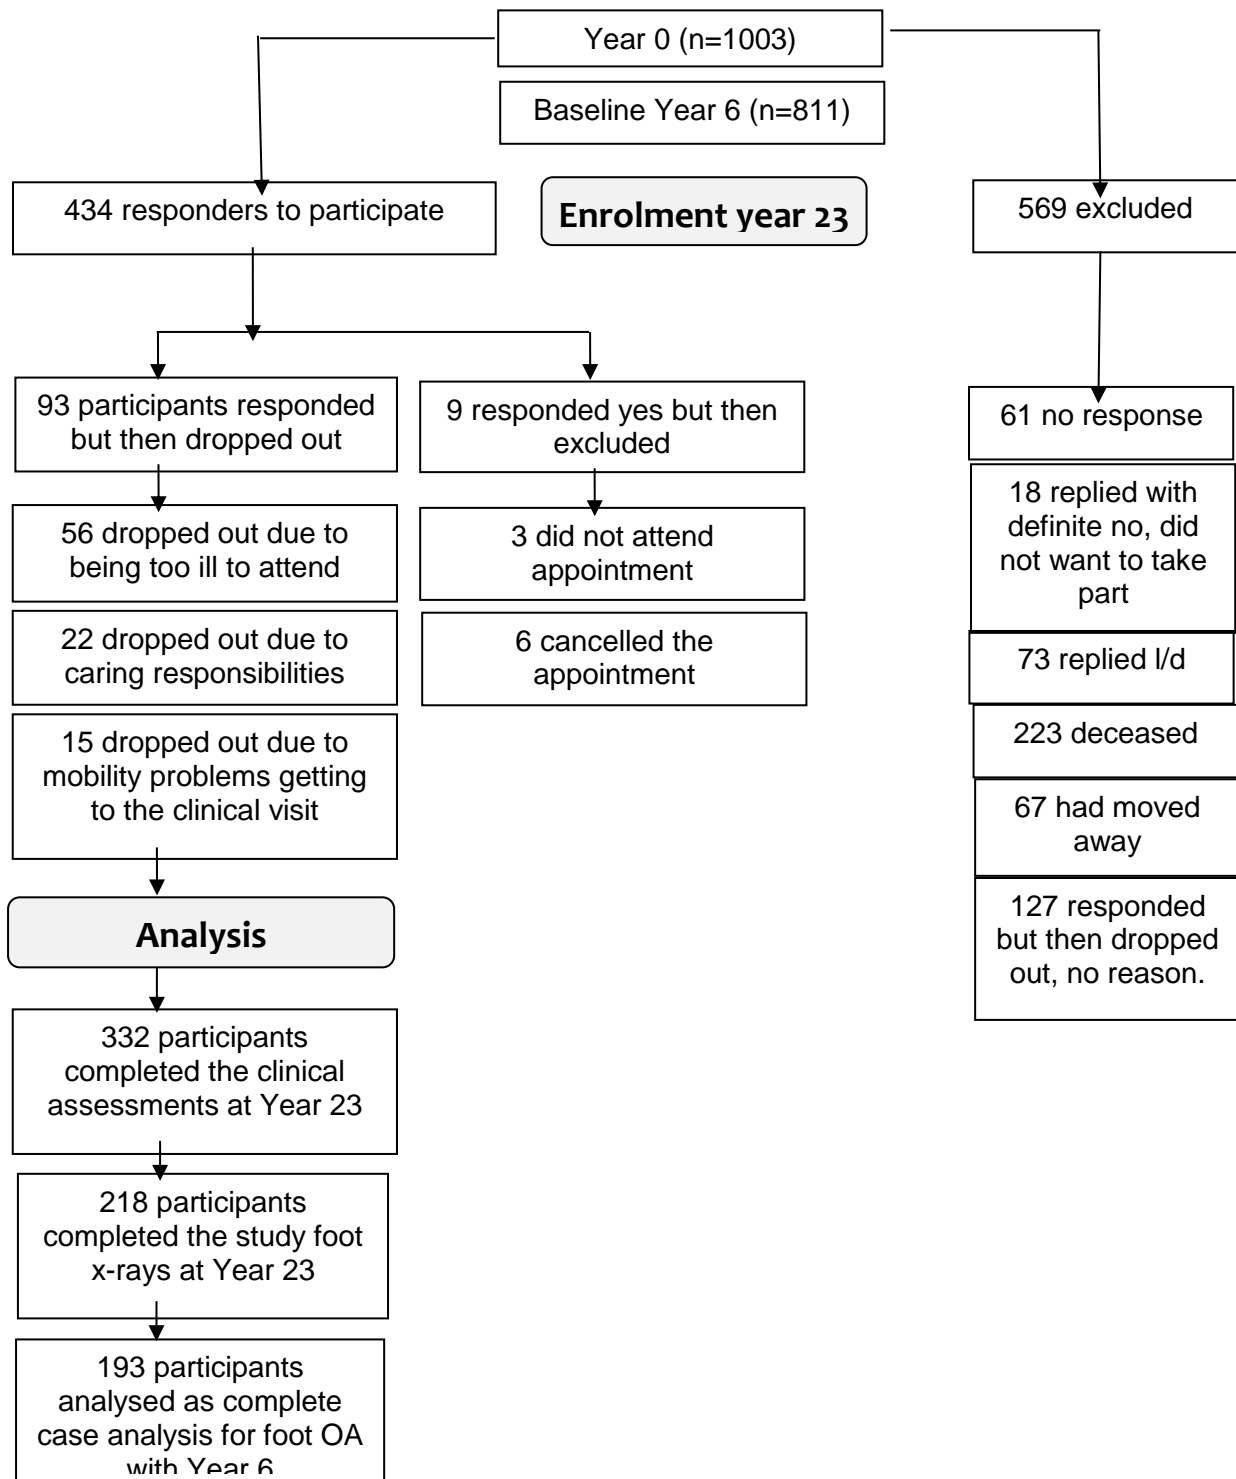 Year 0 (n=1003)
Baseline Year 6 (n=811)
434 responders to participate
Enrolment year 23
569 excluded
93 participants responded
but then dropped out
9 responded yes but then
excluded
61 no response
56 dropped out due to
being too ill to attend
3 did not attend
appointment
18 replied with
definite no, did
not want to take
part
22 dropped out due to
caring responsibilities
6 cancelled the
appointment
73 replied l/d
15 dropped out due to
mobility problems getting
to the clinical visit
223 deceased
67 had moved
away
127 responded
but then dropped
out, no reason.
Analysis
332 participants
completed the clinical
assessments at Year 23
218 participants
completed the study foot
x-rays at Year 23
193 participants
analysed as complete
case analysis for foot OA
with Year 6